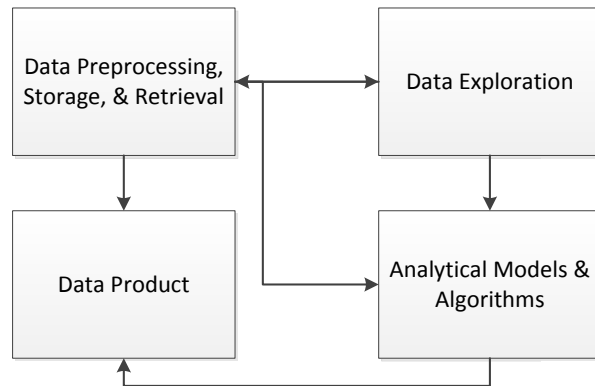 Data Preprocessing,
Storage, & Retrieval
Data Exploration
Data Product
Analytical Models &
Algorithms